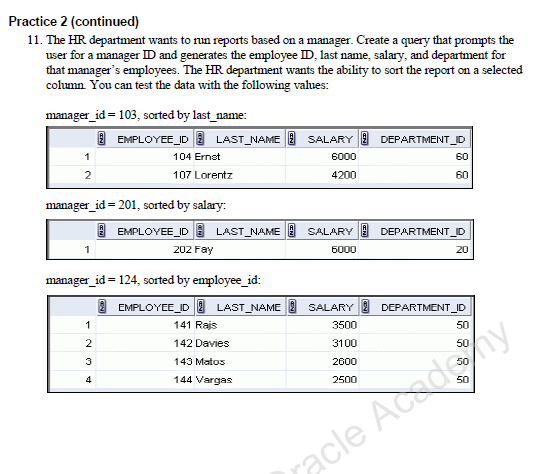 Practice 2 (continued)
11. The HR department wants to run reports based on a manager. Create a query that prompts the
user for a manager ID and generates the employee ID, last name, salary, and department for
that manager's employees. The HR department wants the ability to sort the report on a selected
column. You can test the data with the following values:
manager_id = 103, sorted by last_name:
EMPLOYEE_ID LAST_NAME SALARY DEPARTMENT_ID
1 104 Ernst 6000 60
2 107 Lorentz 4200 60
manager_id = 201, sorted by salary:
EMPLOYEE_ID LAST_NAME SALARY DEPARTMENT_ID
1 202 Fay 6000 20
manager_id = 124, sorted by employee_id:
EMPLOYEE_ID LAST_NAME SALARY DEPARTMENT_ID
1 141 Rajs 3500 50
2 142 Davies 3100 50
3 143 Matos 2600 50
4 144 Vargas 2500 50
racle Academy